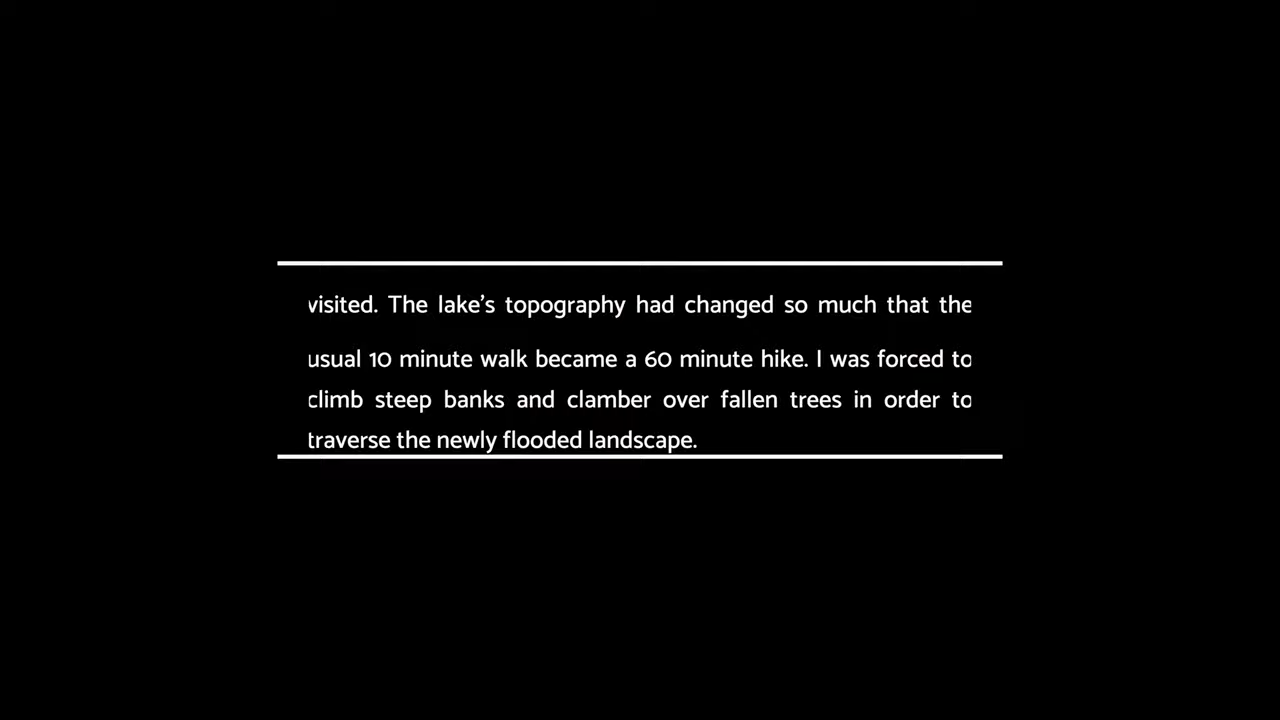 visited. The lake's topography had changed so much that the
usual 10 minute walk became a 60 minute hike. I was forced to
climb steep banks and clamber over fallen trees in order to
traverse the newly flooded landscape.